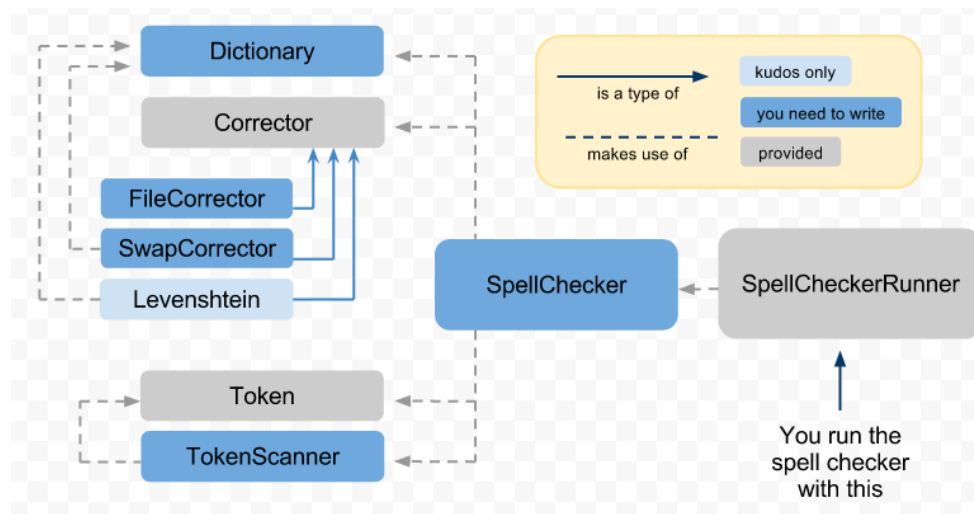 Dictionary
Corrector
FileCorrector
SwapCorrector
Levenshtein
Token
TokenScanner
SpellChecker
SpellCheckerRunner
is a type of
makes use of
kudos only
you need to write
provided
You run the
spell checker
with this